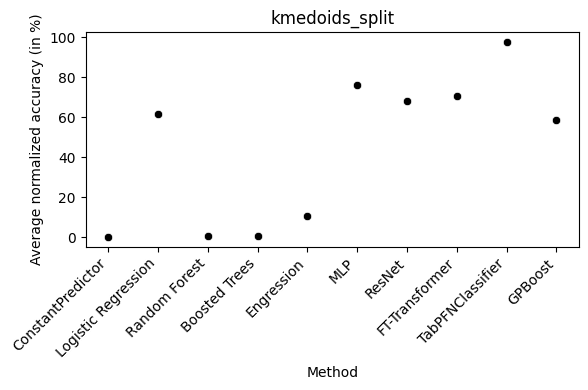 kmedoids_split
Average normalized accuracy (in %)
100
80
60
40
20
0
ConstantPredictor
Logistic Regression
Random Forest
Boosted Trees
Engression
MLP
ResNet
FT-Transformer
TabPFNClassifier
GPBoost
Method